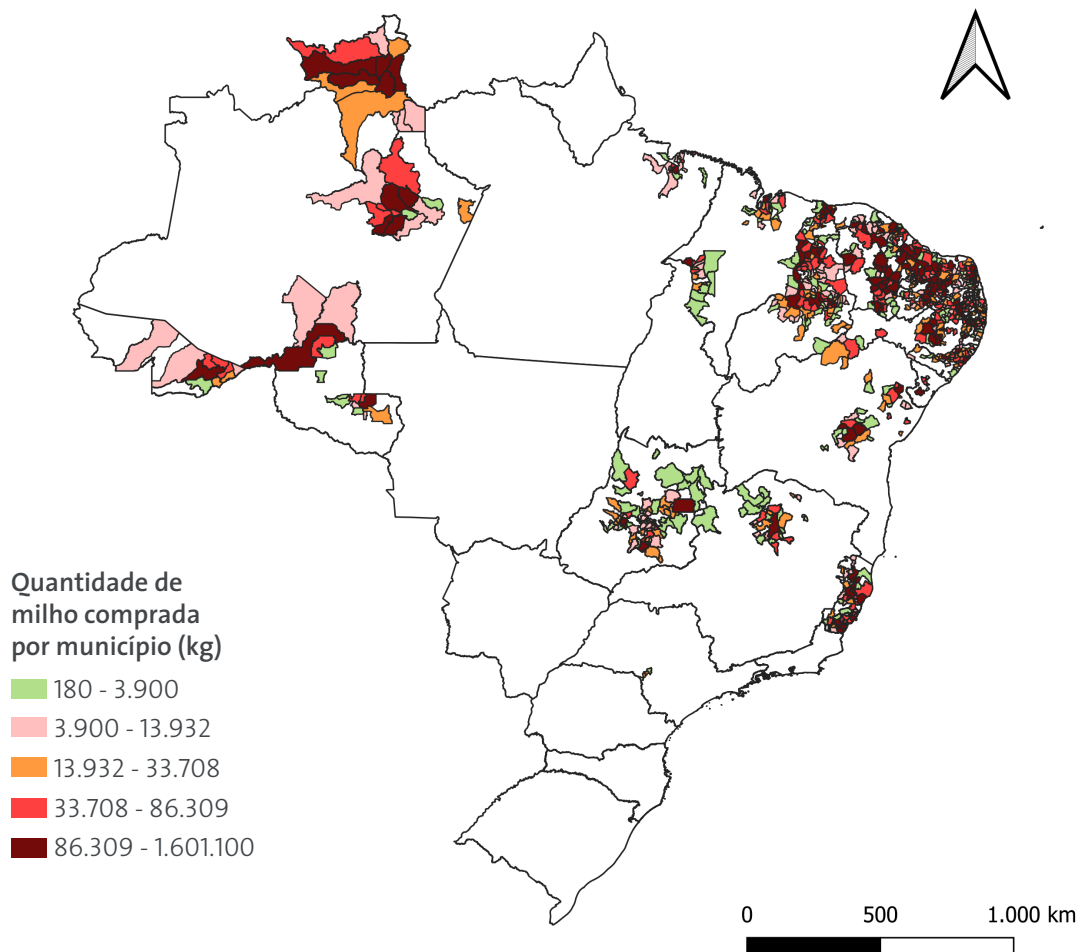 Quantidade de
milho comprada
por município (kg)
180 - 3.900
3.900 - 13.932
13.932 - 33.708
33.708 - 86.309
86.309 - 1.601.100
0 500 1.000 km